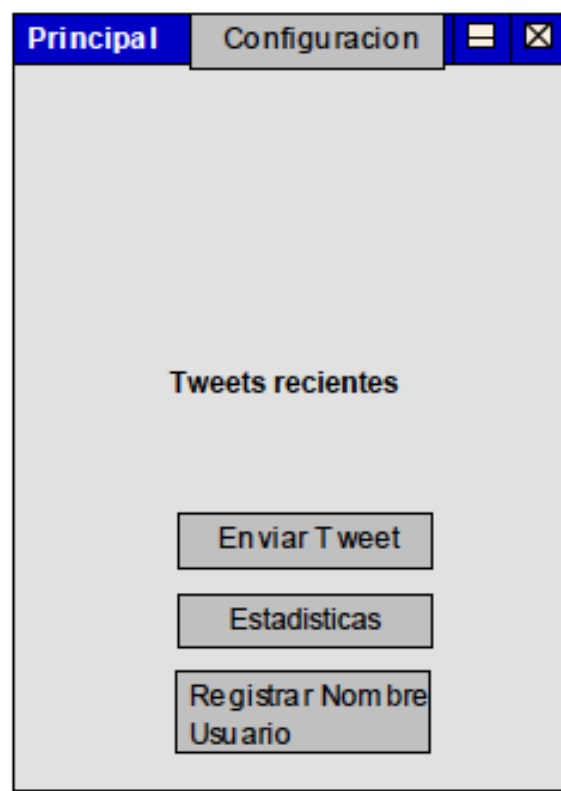 Principal
Configuracion
Tweets recientes
Enviar Tweet
Estadisticas
Registrar Nombre
Usuario